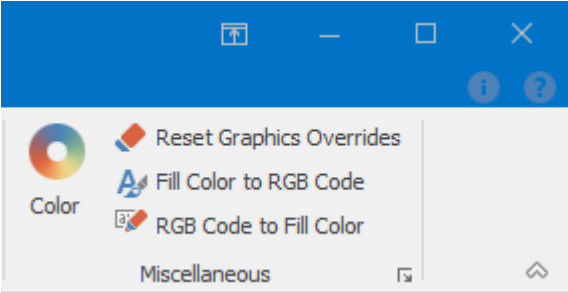 Reset Graphics Overrides
Fill Color to RGB Code
Color
RGB Code to Fill Color
Miscellaneous